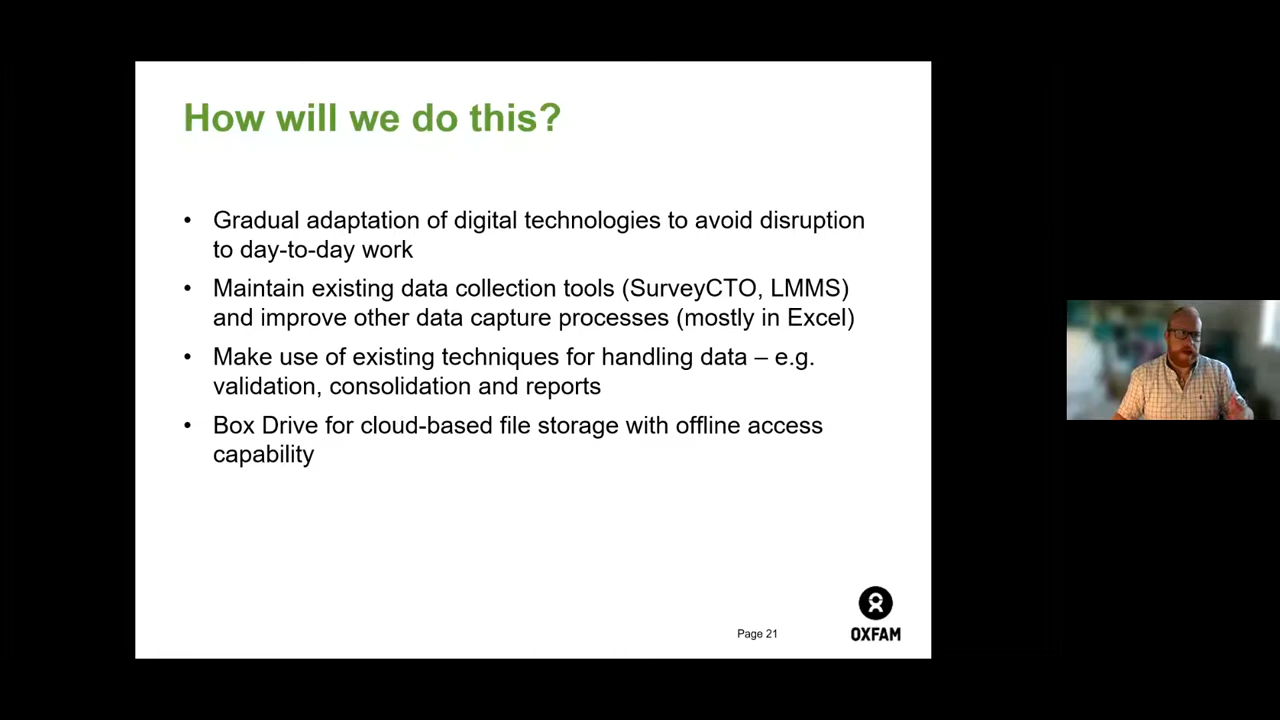 How will we do this?
• Gradual adaptation of digital technologies to avoid disruption
to day-to-day work
• Maintain existing data collection tools (SurveyCTO, LMMS)
and improve other data capture processes (mostly in Excel)
• Make use of existing techniques for handling data – e.g.
validation, consolidation and reports
• Box Drive for cloud-based file storage with offline access
capability
Page 21
OXFAM